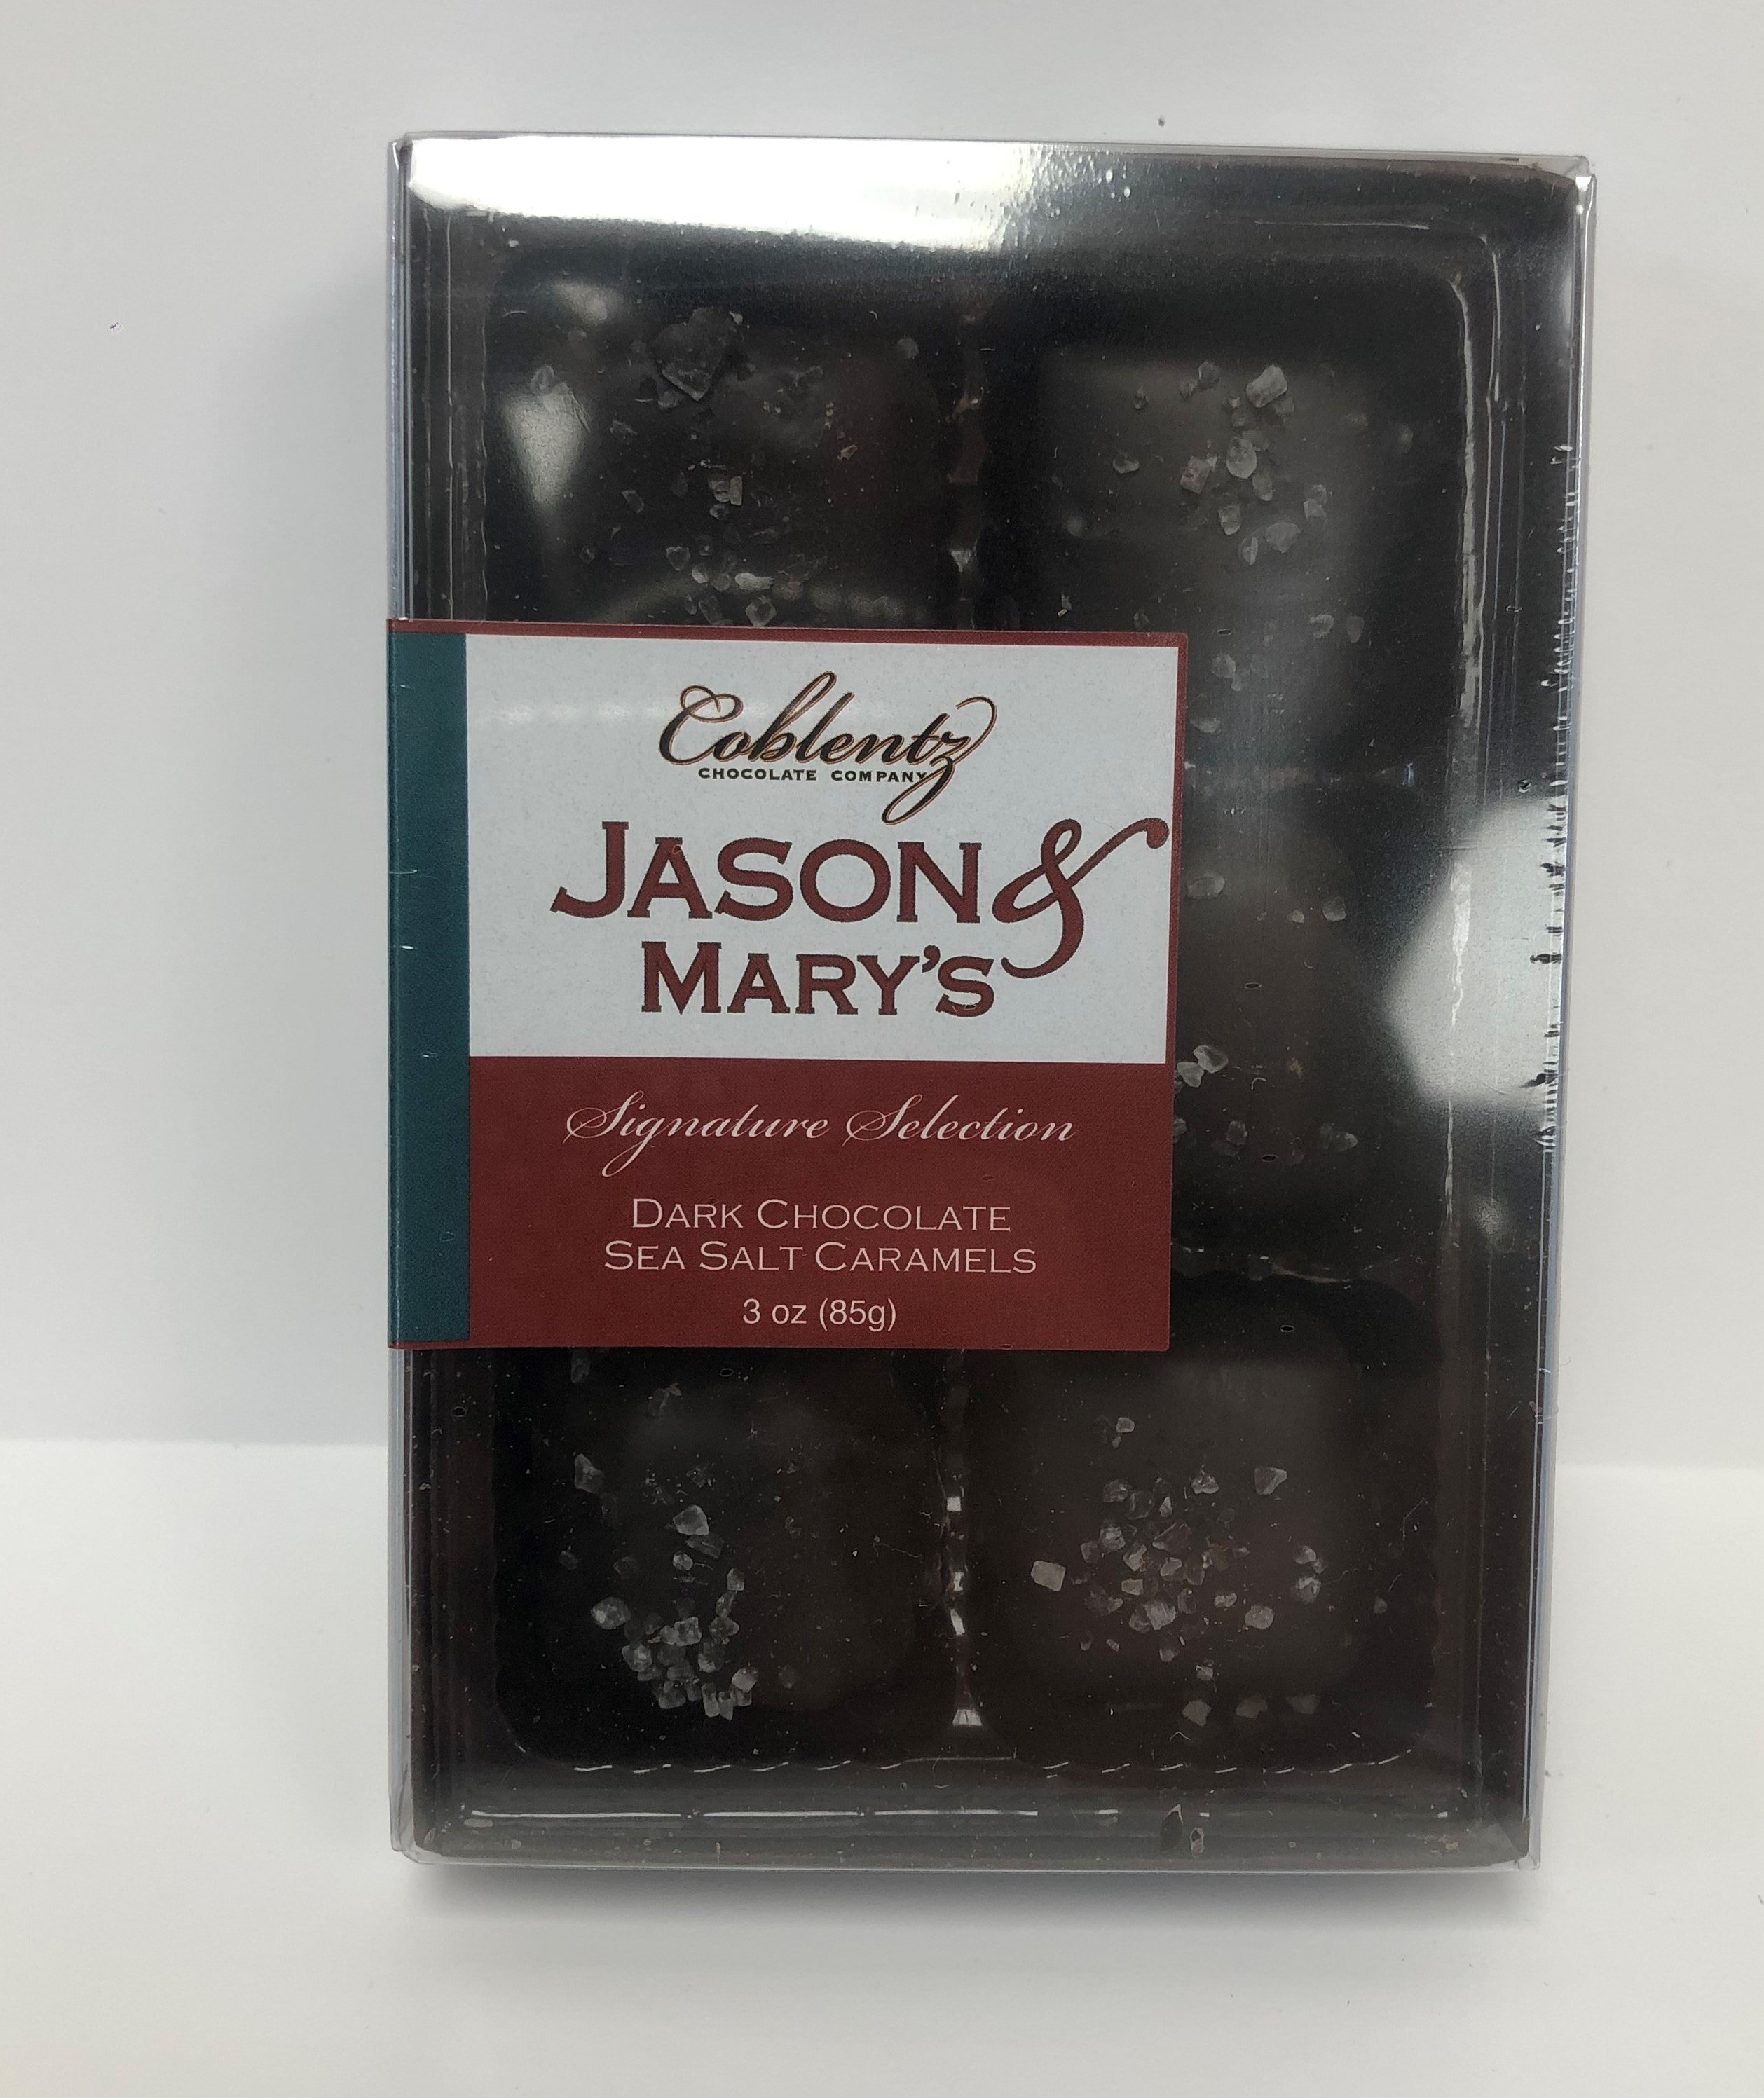 Coblentz
CHOCOLATE COMPANY
JASON &
MARY'S
Signature Selection
DARK CHOCOLATE
SEA SALT CARAMELS
3 oz (85g)